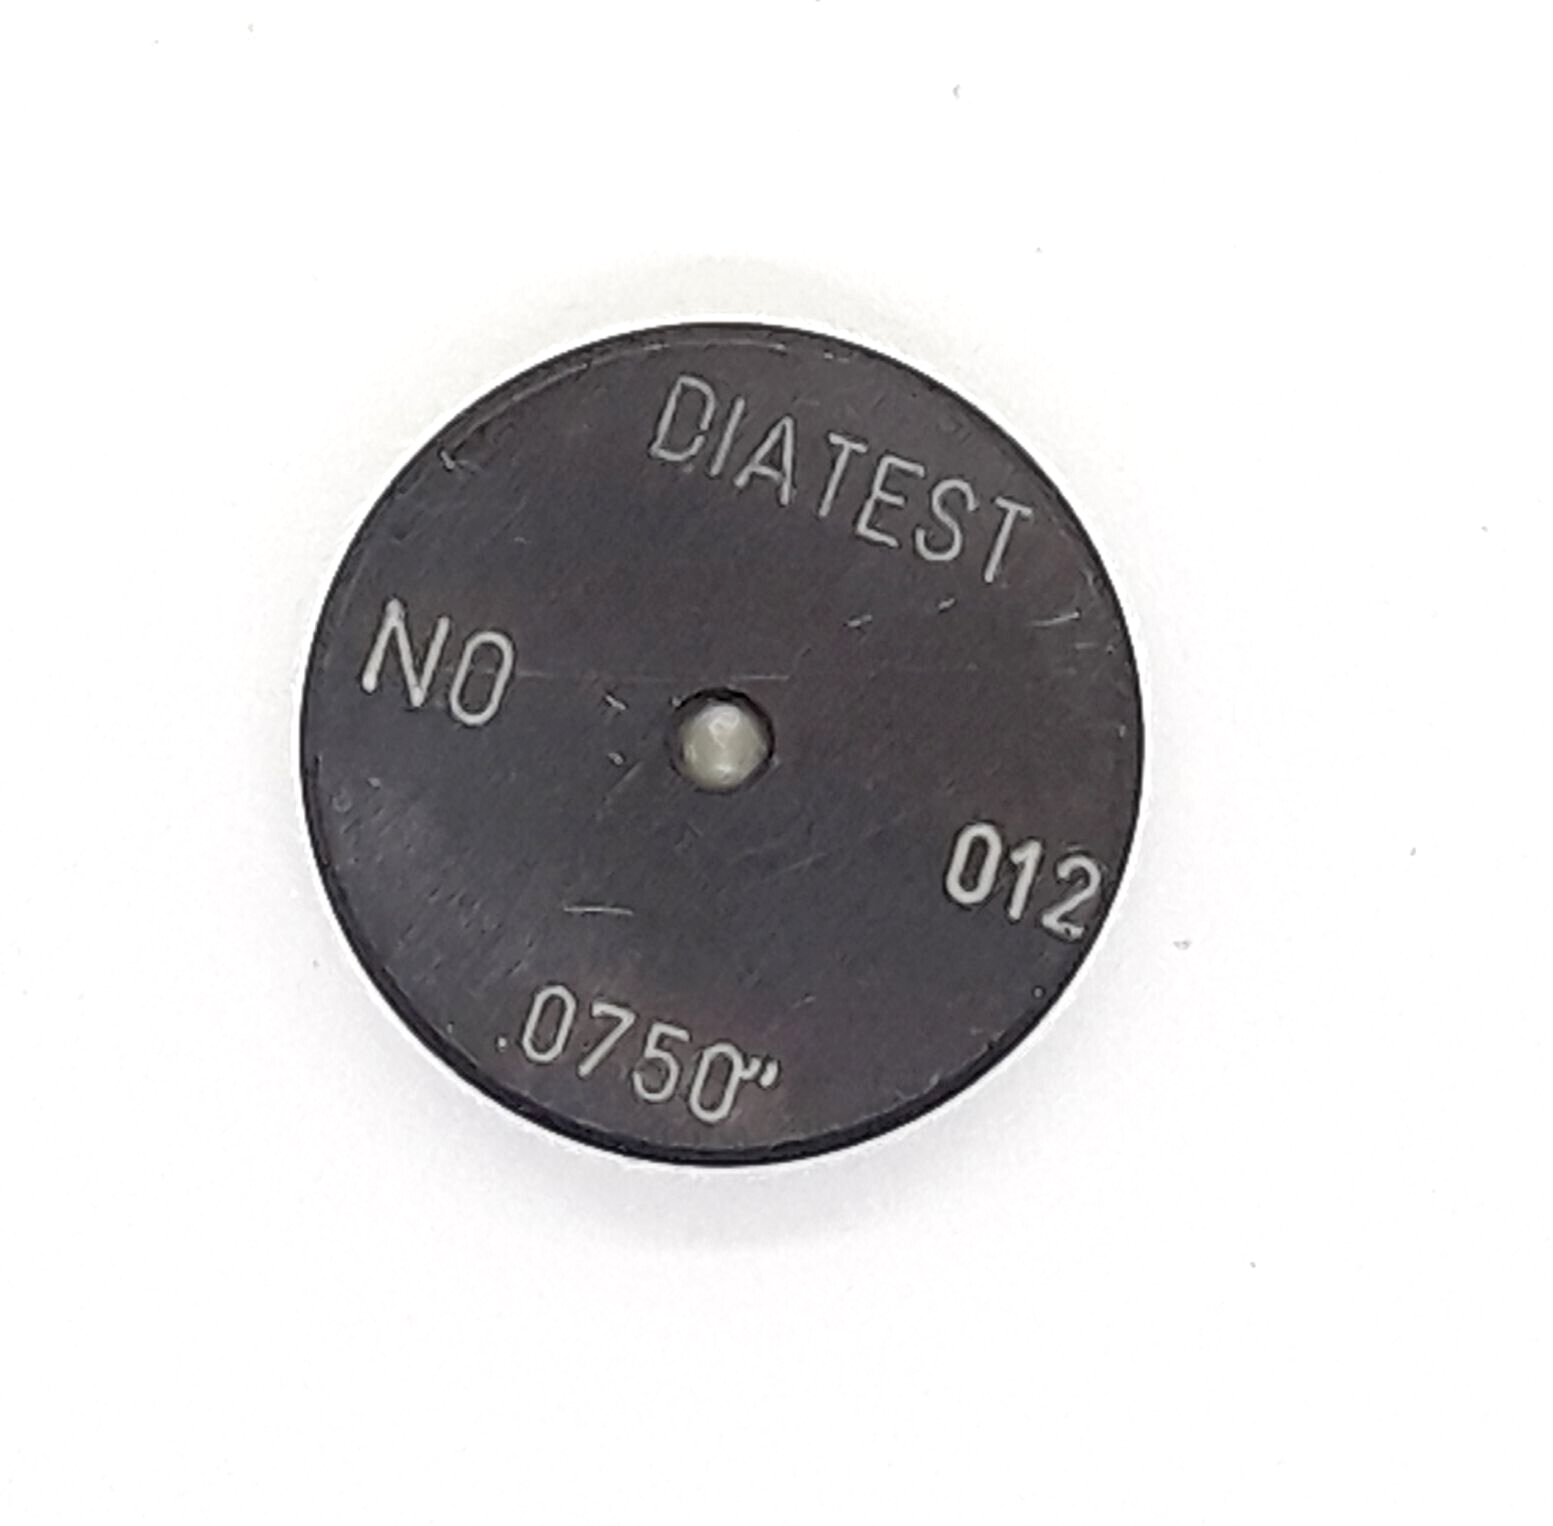 DIATEST
NO 012
.0750"